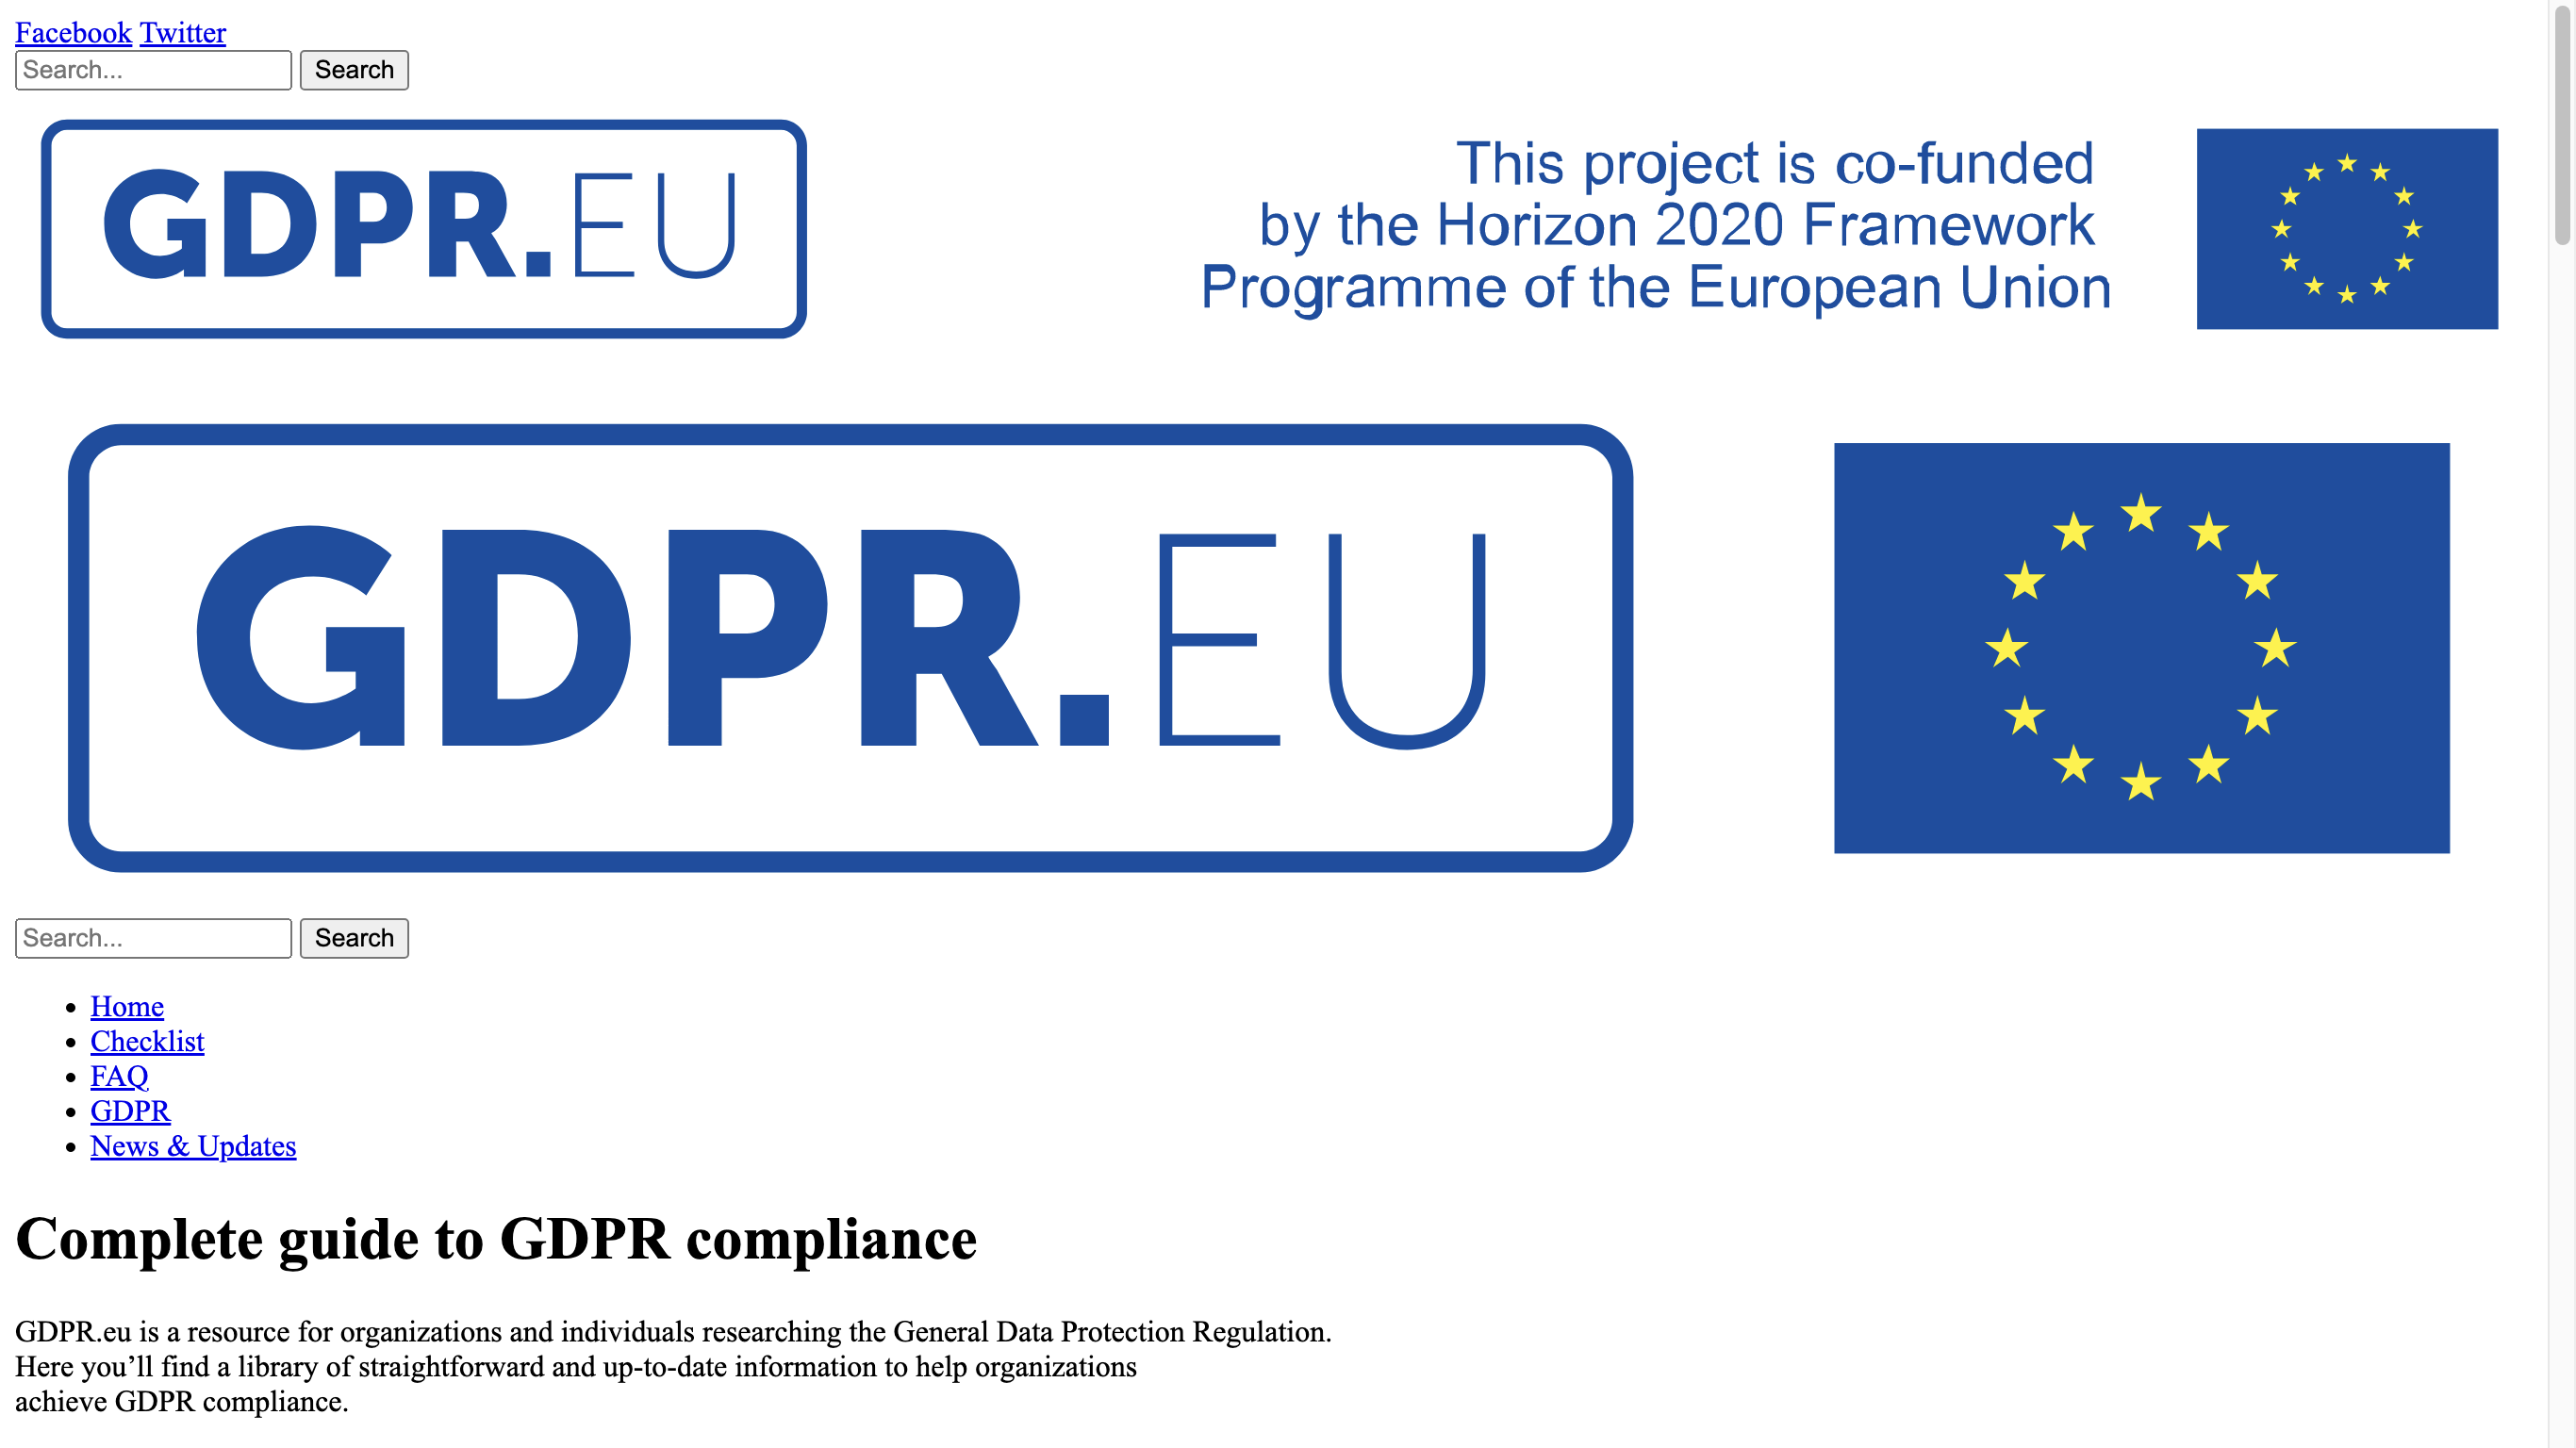 Facebook Twitter
Search... Search
GDPR.EU
This project is co-funded
by the Horizon 2020 Framework
Programme of the European Union
GDPR.EU
Search... Search
Home
Checklist
FAQ
GDPR
News & Updates
Complete guide to GDPR compliance
GDPR.eu is a resource for organizations and individuals researching the General Data Protection Regulation.
Here you’ll find a library of straightforward and up-to-date information to help organizations
achieve GDPR compliance.